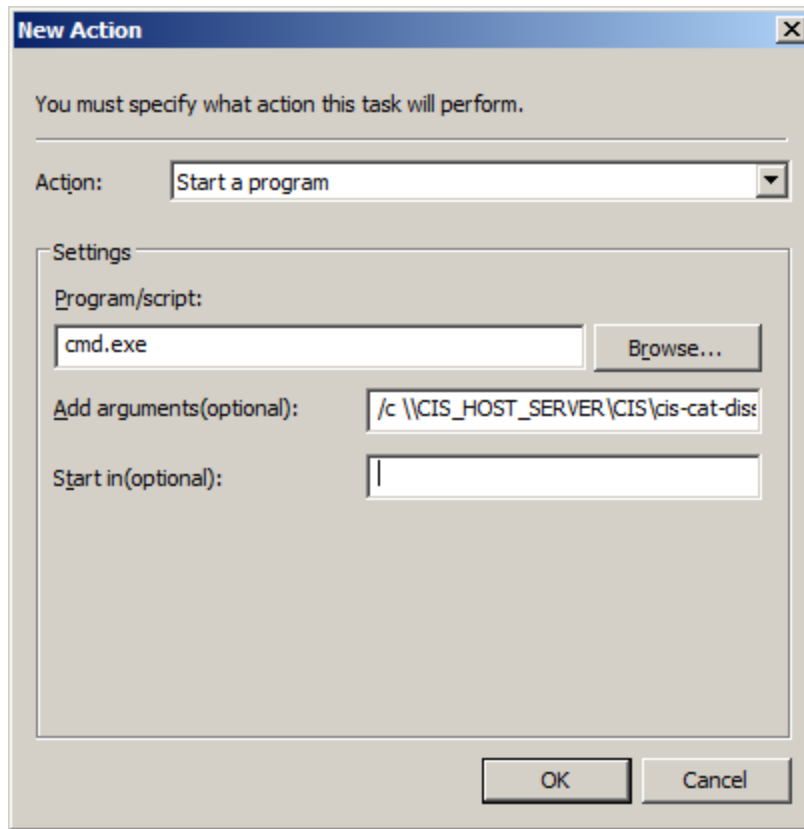 New Action
You must specify what action this task will perform.
Action: Start a program
Settings
Program/script:
cmd.exe Browse...
Add arguments(optional): /c \\CIS_HOST_SERVER\CIS\cis-cat-diss
Start in(optional):
OK Cancel